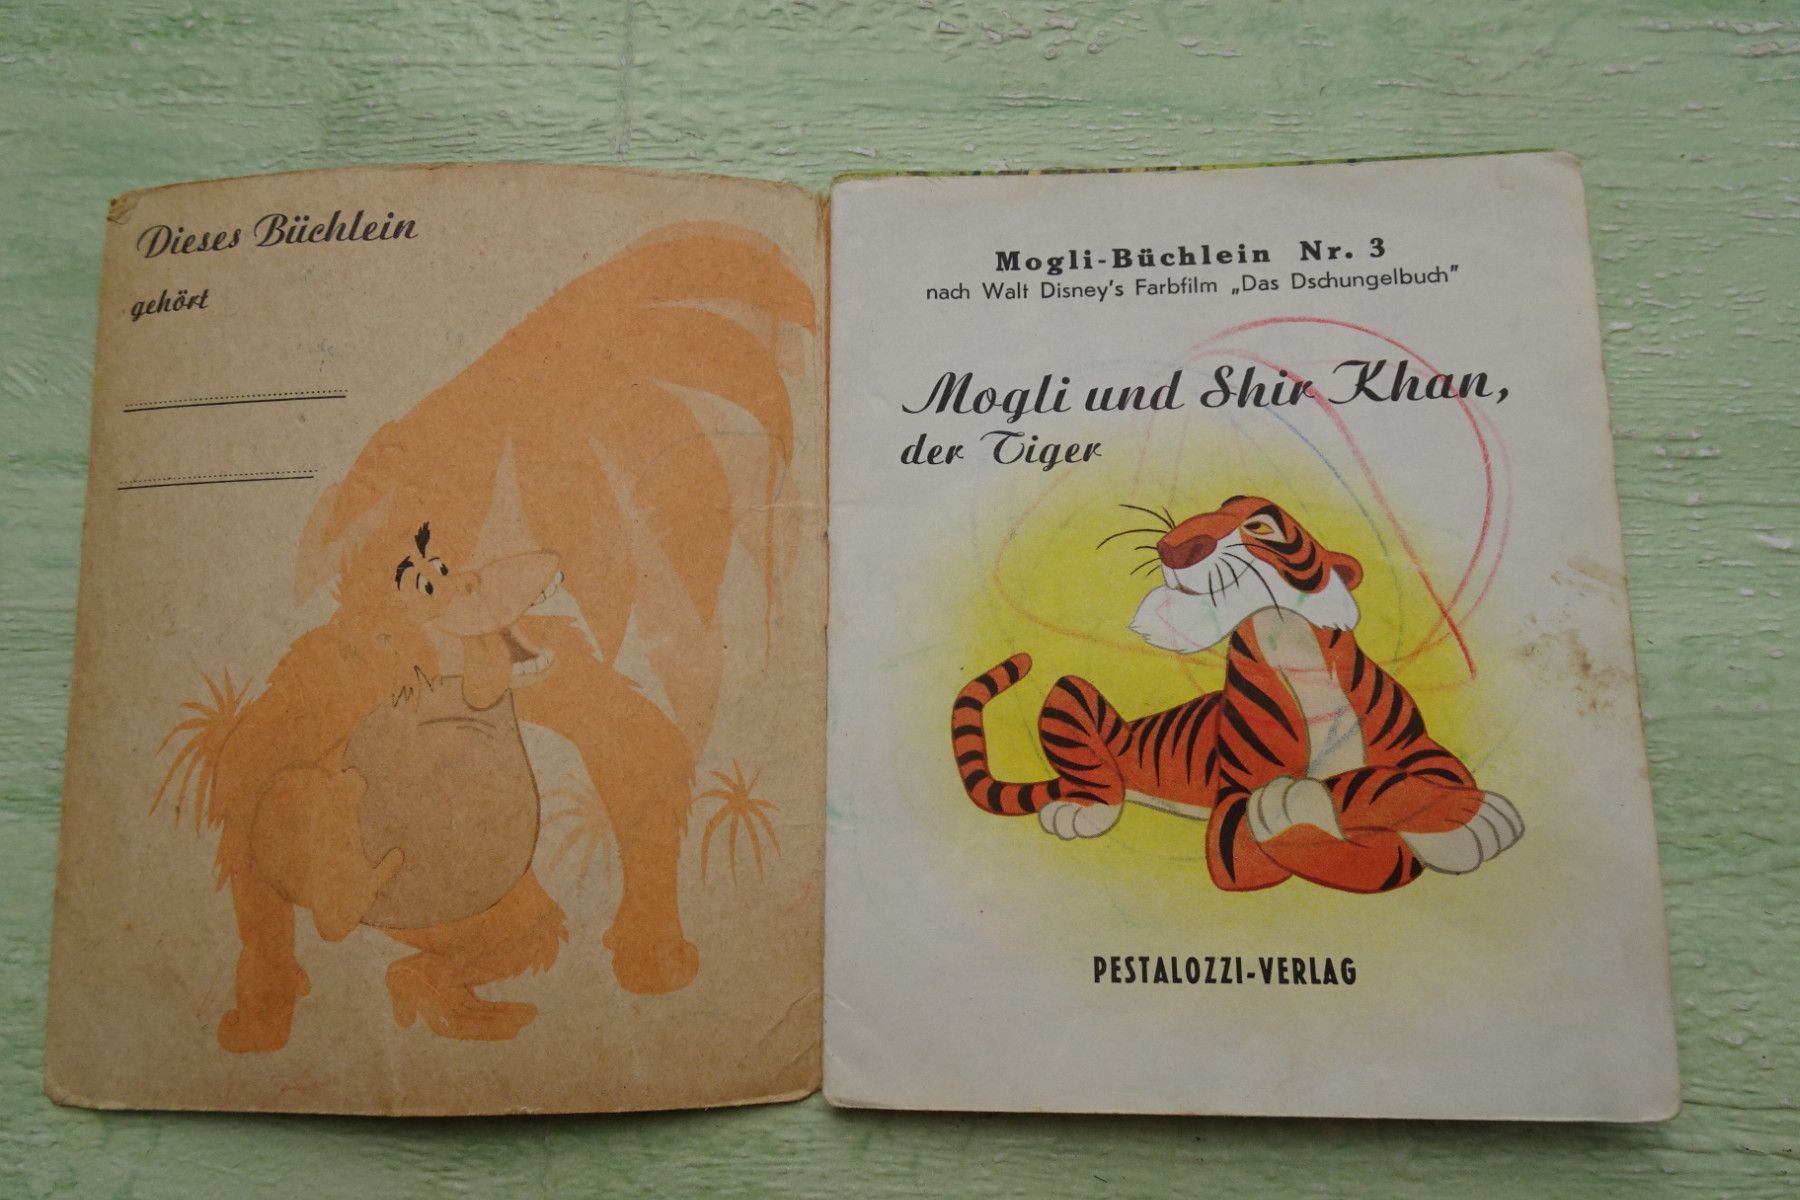 Dieses Büchlein
gehört
Mogli-Büchlein Nr. 3
nach Walt Disney's Farbfilm „Das Dschungelbuch"
Mogli und Shir Khan,
der Tiger
PESTALOZZI-VERLAG